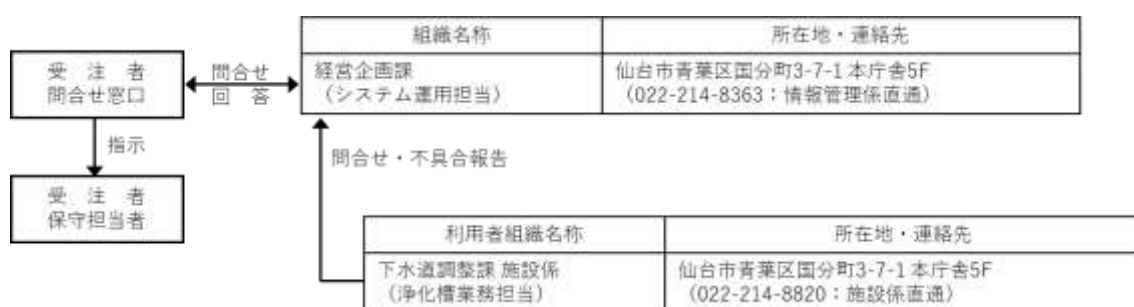 組織名称
所在地・連絡先
受 注 者
問合せ窓口
問合せ
回 答
経営企画課
（システム運用担当）
仙台市青葉区国分町3-7-1 本庁舎5F
（022-214-8363：情報管理係直通）
指示
問合せ・不具合報告
受 注 者
保守担当者
利用者組織名称
所在地・連絡先
下水道調整課 施設係
（浄化槽業務担当）
仙台市青葉区国分町3-7-1 本庁舎5F
（022-214-8820：施設係直通）